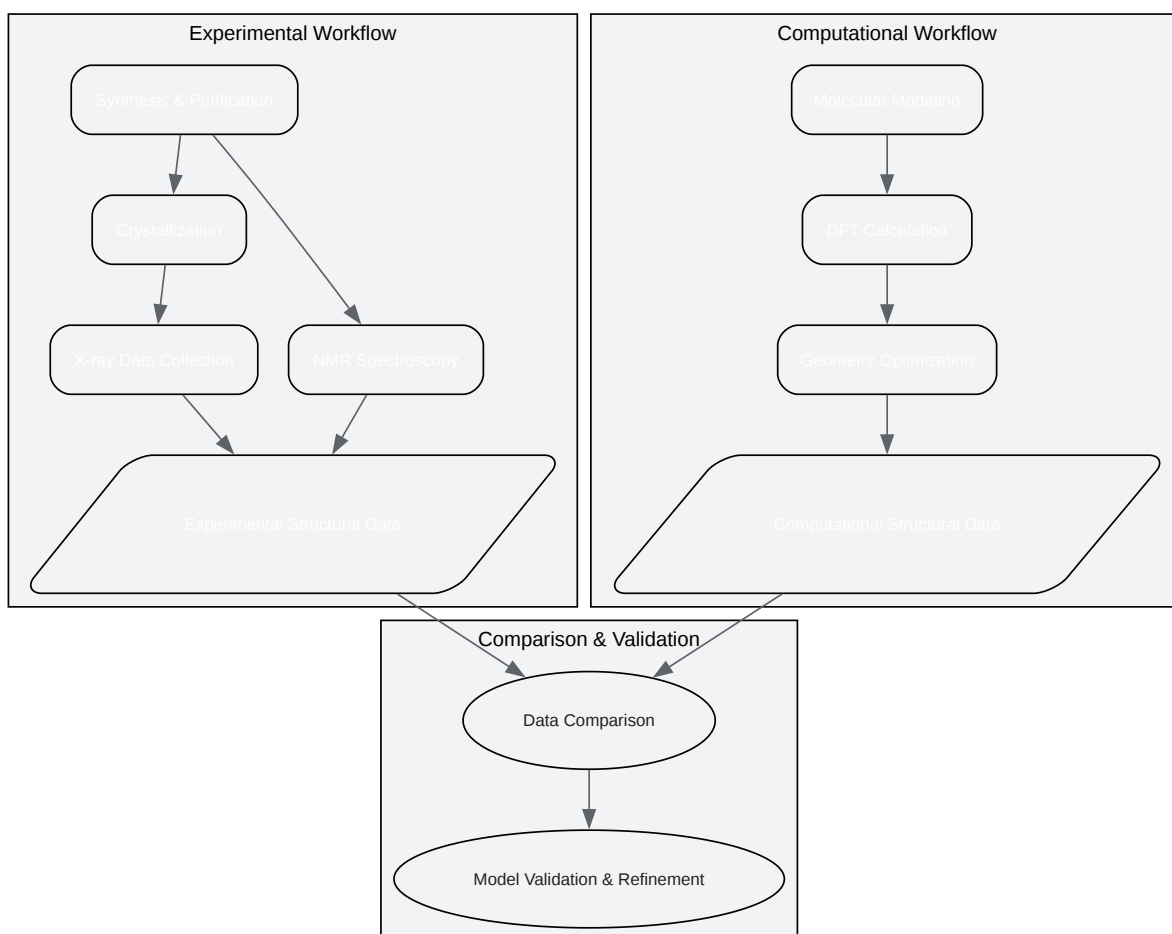 Experimental Workflow
Computational Workflow
Synthesis & Purification
Molecular Modeling
Crystallization
DFT Calculation
X-ray Data Collection
NMR Spectroscopy
Geometry Optimization
Experimental Structural Data
Computational Structural Data
Comparison & Validation
Data Comparison
Model Validation & Refinement